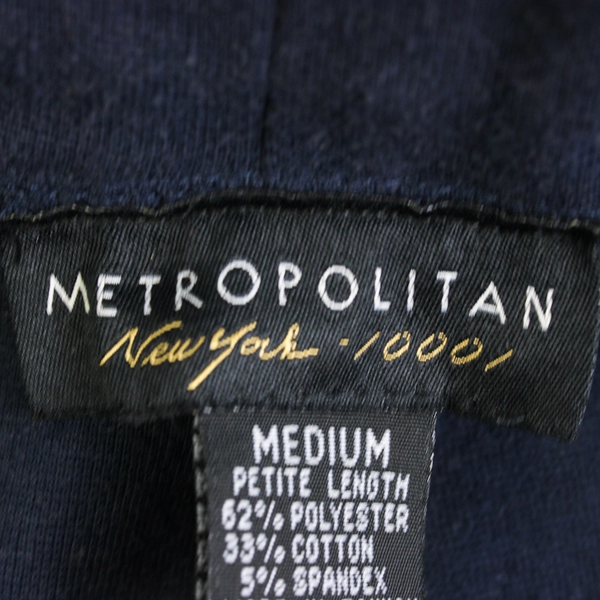 METROPOLITAN
New York - 10001
MEDIUM
PETITE LENGTH
62% POLYESTER
33% COTTON
5% SPANDEX